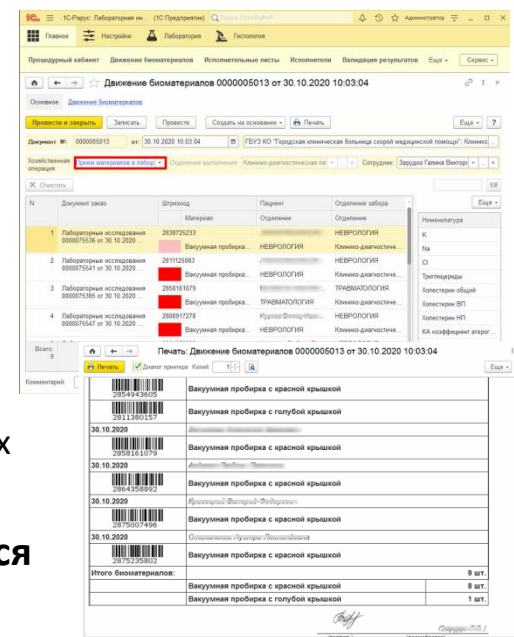 1С-Рарус: Лабораторная ин... (1С:Предприятие)
Администратор
Главное Настройки Лаборатория Гистология
Процедурный кабинет Движение биоматериалов Исполнительные листы Исполнители Валидация результатов Еще Сервис
Движение биоматериалов 0000005013 от 30.10.2020 10:03:04
Основное Движение биоматериалов
Провести и закрыть Записать Провести Создать на основании Печать Еще ?
Документ №: 0000005013 от: 30.10.2020 10:03:04 ГБУЗ КО "Городская клиническая больница скорой медицинской помощи"; Клинико
Хозяйственная операция: Прием материалов в лабор Отделение выполнения Клинико-диагностическая ла Сотрудник: Зарудко Галина Виктор
Очистить
Еще
N Документ заказ Штрихкод Пациент Отделение забора
Материал Отделение Отделение
Номенклатура
1 Лабораторные исследования 0000075536 от 30.10.2020 ... 2838725233
Вакуумная пробирка... НЕВРОЛОГИЯ Клинико-диагностиче...
НЕВРОЛОГИЯ
K
Na
2 Лабораторные исследования 0000075541 от 30.10.2020 ... 2811125083 НЕВРОЛОГИЯ
Вакуумная пробирка... НЕВРОЛОГИЯ Клинико-диагностиче...
Cl
Триглицериды
3 Лабораторные исследования 0000075385 от 30.10.2020 ... 2858161079 ТРАВМАТОЛОГИЯ
Вакуумная пробирка... ТРАВМАТОЛОГИЯ Клинико-диагностиче...
Холестерин общий
Холестерин ВП
4 Лабораторные исследования 0000075547 от 30.10.2020 ... 2808917278 НЕВРОЛОГИЯ
Вакуумная пробирка... НЕВРОЛОГИЯ Клинико-диагностиче...
Холестерин НП
КА коэффициент атерог...
Всего: 9
Комментарий:
Печать: Движение биоматериалов 0000005013 от 30.10.2020 10:03:04
Печать Диалог принтера Копий: 1 Еще
2854943605 Вакуумная пробирка с красной крышкой
2811380157 Вакуумная пробирка с голубой крышкой
30.10.2020
2858161079 Вакуумная пробирка с красной крышкой
30.10.2020
2864358892 Вакуумная пробирка с красной крышкой
30.10.2020
2875007496 Вакуумная пробирка с красной крышкой
30.10.2020
2875235802 Вакуумная пробирка с красной крышкой
Итого биоматериалов: 9 шт.
Вакуумная пробирка с красной крышкой 8 шт.
Вакуумная пробирка с голубой крышкой 1 шт.
х
ся